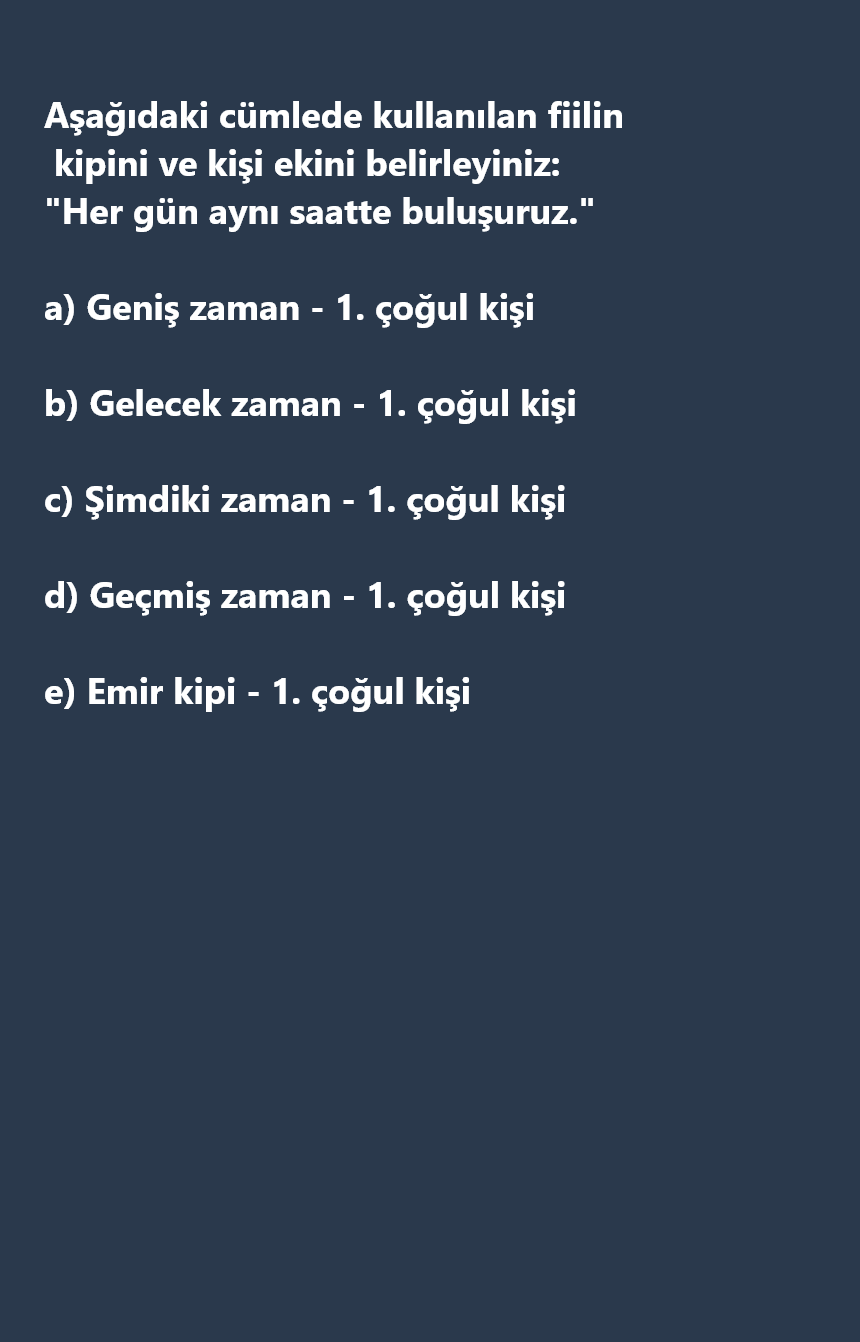 Aşağıdaki cümlede kullanılan fiilin
kipini ve kişi ekini belirleyiniz:
"Her gün aynı saatte buluşuruz."
a) Geniş zaman - 1. çoğul kişi
b) Gelecek zaman - 1. çoğul kişi
c) Şimdiki zaman - 1. çoğul kişi
d) Geçmiş zaman - 1. çoğul kişi
e) Emir kipi - 1. çoğul kişi